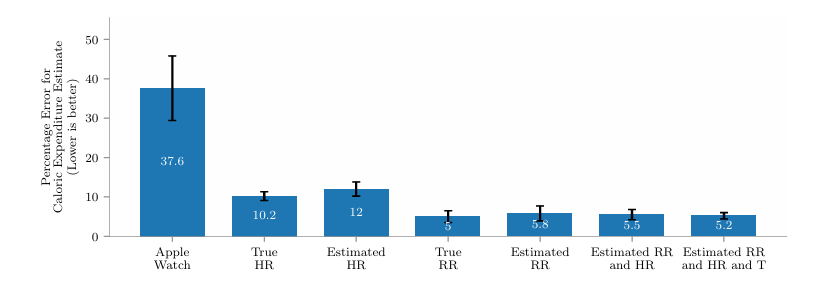 Percentage Error for
Caloric Expenditure Estimate
(Lower is better)
50
40
30
20
10
0
37.6
10.2
12
5
5.8
5.5
5.2
Apple
Watch
True
HR
Estimated
HR
True
RR
Estimated
RR
Estimated RR
and HR
Estimated RR
and HR and T